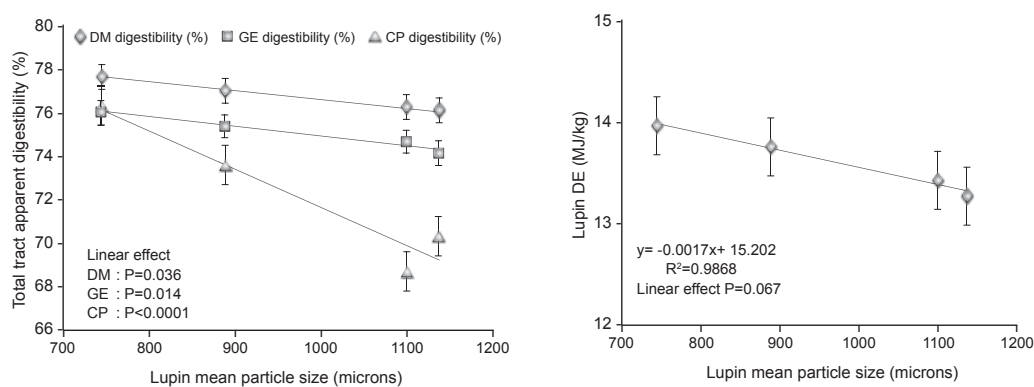 80
DM digestibility (%) GE digestibility (%) CP digestibility (%)
78
76
74
72
70
68
66
Total tract apparent digestibility (%)
Linear effect
DM : P=0.036
GE : P=0.014
CP : P<0.0001
700 800 900 1000 1100 1200
Lupin mean particle size (microns)
15
14
13
12
Lupin DE (MJ/kg)
y= -0.0017x+ 15.202
R²=0.9868
Linear effect P=0.067
700 800 900 1000 1100 1200
Lupin mean particle size (microns)